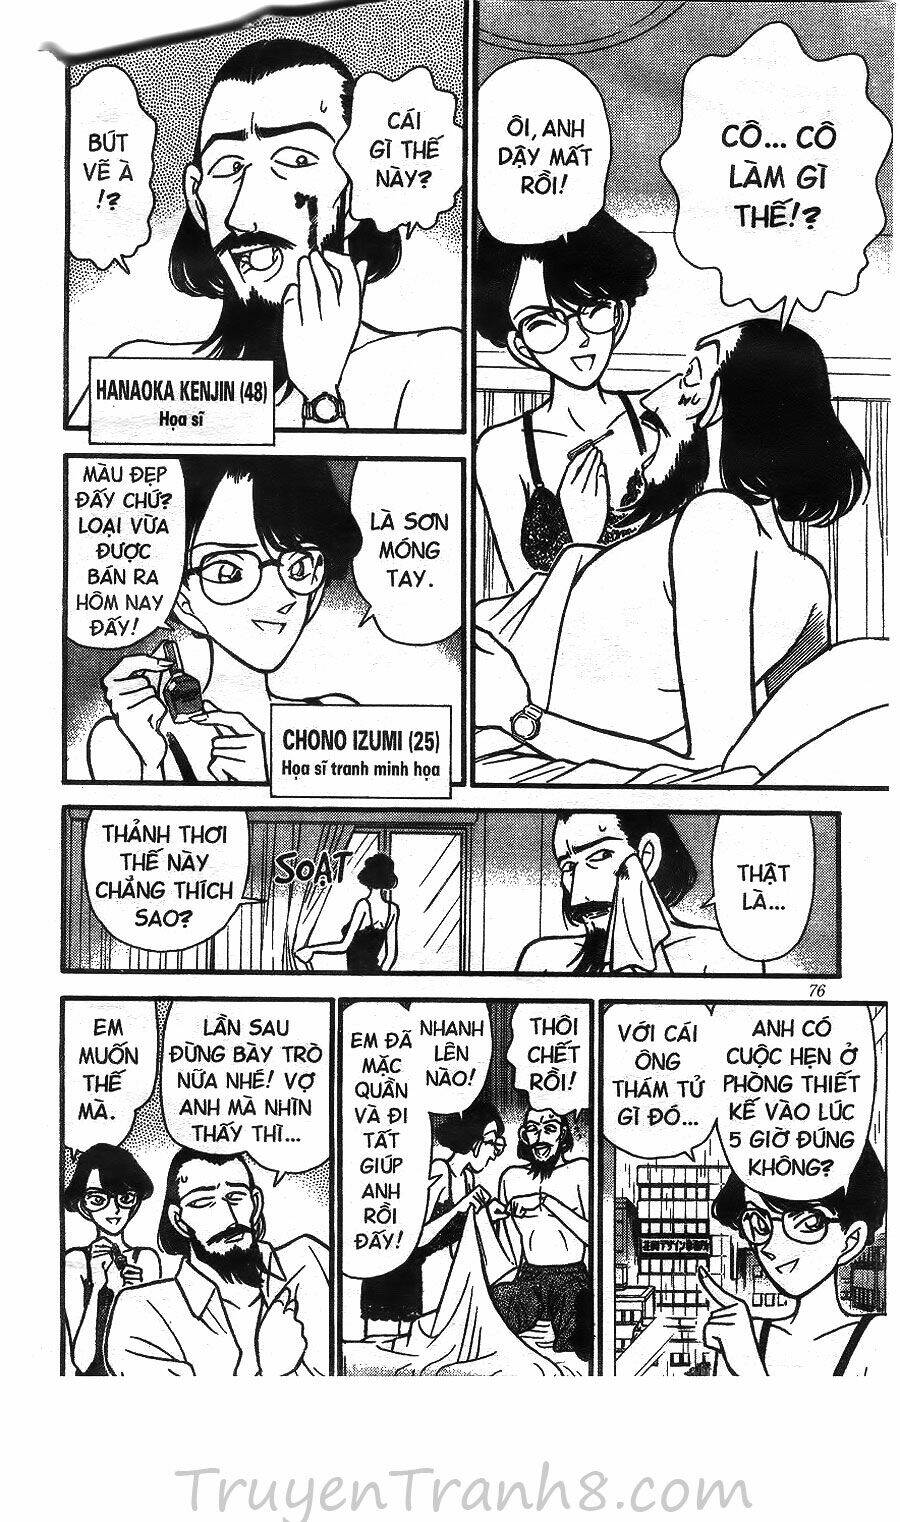 CÔ... CÔ
LÀM GÌ
THẾ!?
ÔI, ANH
DẬY MẤT
RỒI!
CÁI
GÌ THẾ
NÀY?
BÚT
VẼ À
!?
HANAOKA KENJIN (48)
Họa sĩ
LÀ SƠN
MÓNG
TAY.
MÀU ĐẸP
ĐẤY CHỨ?
LOẠI VỪA
ĐƯỢC
BÁN RA
HÔM NAY
ĐẤY!
CHONO IZUMI (25)
Họa sĩ tranh minh họa
THẬT
LÀ...
SOẠT
THẢNH THƠI
THẾ NÀY
CHẲNG THÍCH
SAO?
76
ANH CÓ
CUỘC HẸN Ở
PHÒNG THIẾT
KẾ VÀO LÚC
5 GIỜ ĐÚNG
KHÔNG?
VỚI CÁI
ÔNG
THÁM TỬ
GÌ ĐÓ...
THÔI
CHẾT
RỒI!
NHANH
LÊN
NÀO!
EM ĐÃ
MẶC
QUẦN
VÀ ĐI
TẤT
GIÚP
ANH
RỒI
ĐẤY!
LẦN SAU
ĐỪNG BÀY TRÒ
NỮA NHÉ! VỢ
ANH MÀ NHÌN
THẤY THÌ...
EM
MUỐN
THẾ
MÀ.
TruyenTranh8.com